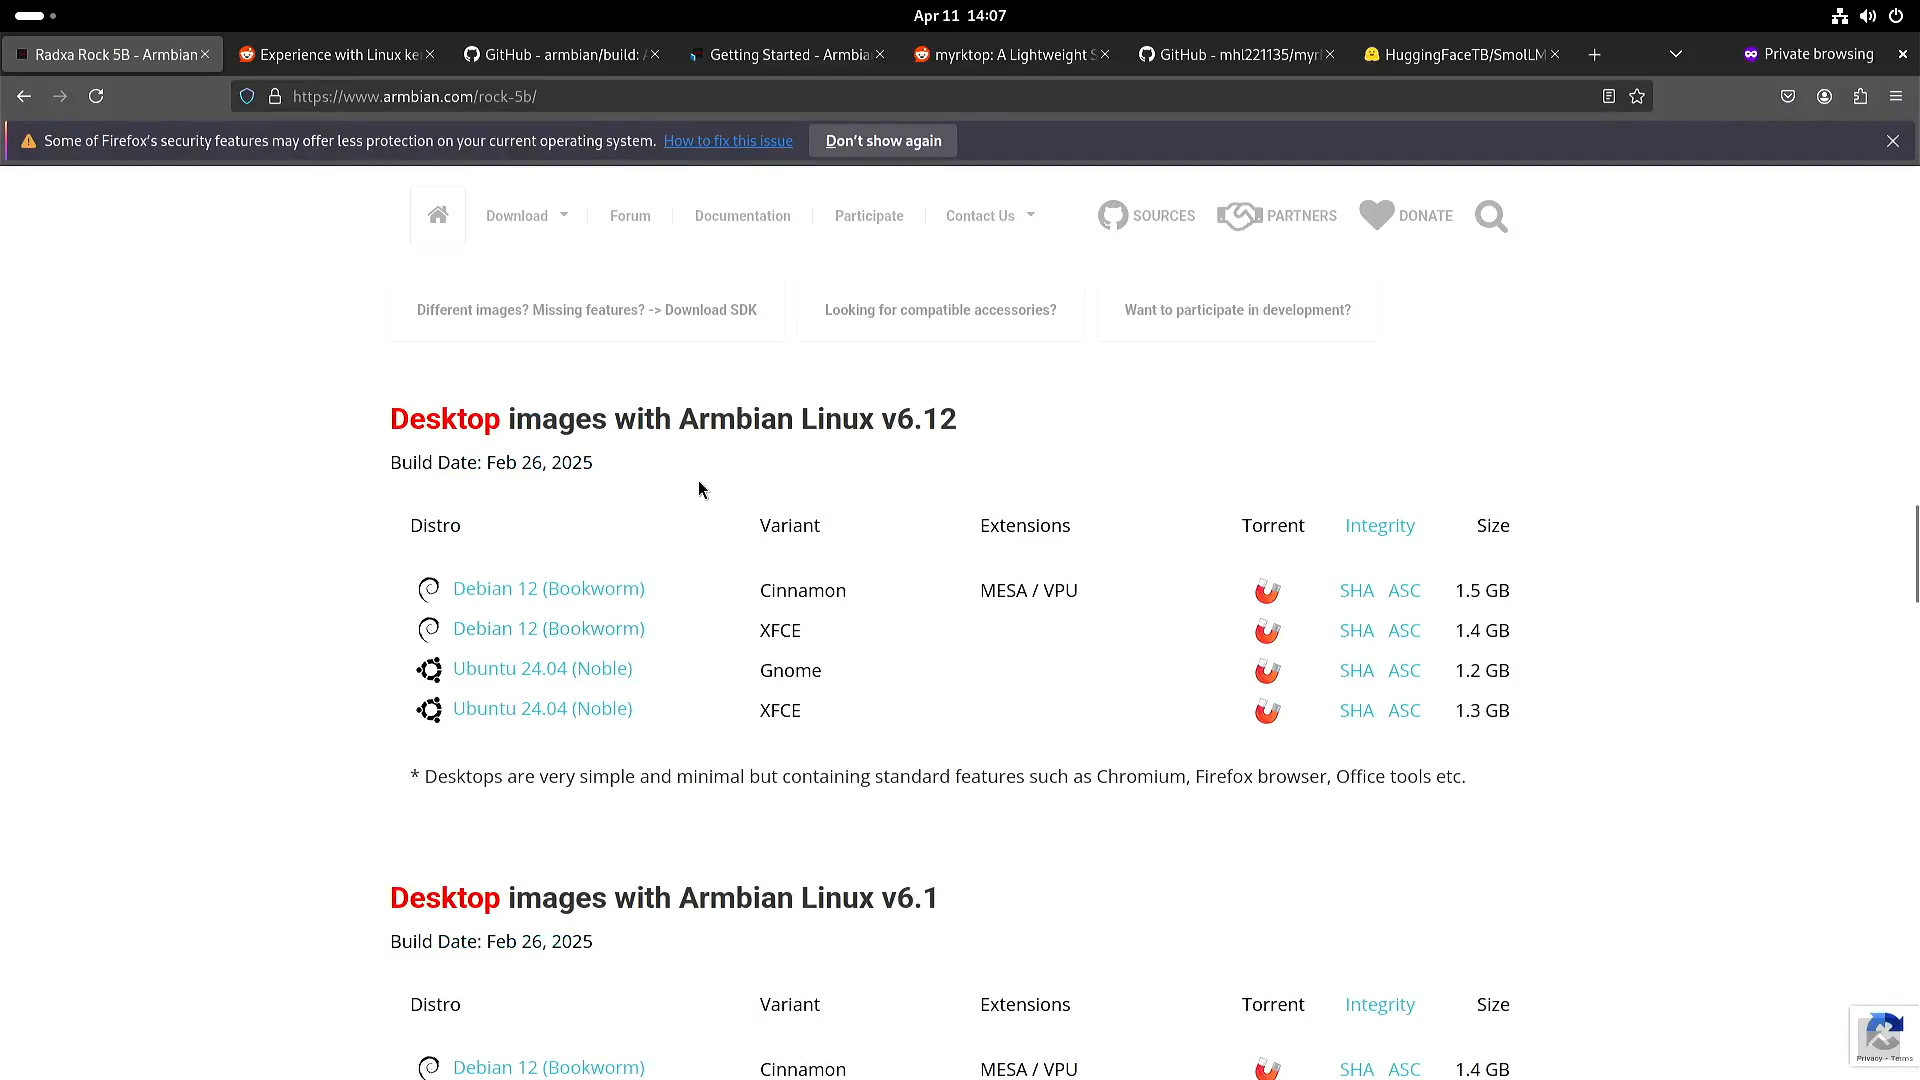 Apr 11 14:07
Radxa Rock 5B - Armbian
Experience with Linux ke
GitHub - armbian/build:
Getting Started - Armbia
myrktop: A Lightweight S
GitHub - mhl221135/myr
HuggingFaceTB/SmolLM
Private browsing
https://www.armbian.com/rock-5b/
Some of Firefox's security features may offer less protection on your current operating system. How to fix this issue Don't show again
Download Forum Documentation Participate Contact Us SOURCES PARTNERS DONATE
Different images? Missing features? -> Download SDK Looking for compatible accessories? Want to participate in development?
Desktop images with Armbian Linux v6.12
Build Date: Feb 26, 2025
Distro Variant Extensions Torrent Integrity Size
Debian 12 (Bookworm) Cinnamon MESA / VPU SHA ASC 1.5 GB
Debian 12 (Bookworm) XFCE SHA ASC 1.4 GB
Ubuntu 24.04 (Noble) Gnome SHA ASC 1.2 GB
Ubuntu 24.04 (Noble) XFCE SHA ASC 1.3 GB
* Desktops are very simple and minimal but containing standard features such as Chromium, Firefox browser, Office tools etc.
Desktop images with Armbian Linux v6.1
Build Date: Feb 26, 2025
Distro Variant Extensions Torrent Integrity Size
Debian 12 (Bookworm) Cinnamon MESA / VPU SHA ASC 1.4 GB
Privacy - Terms